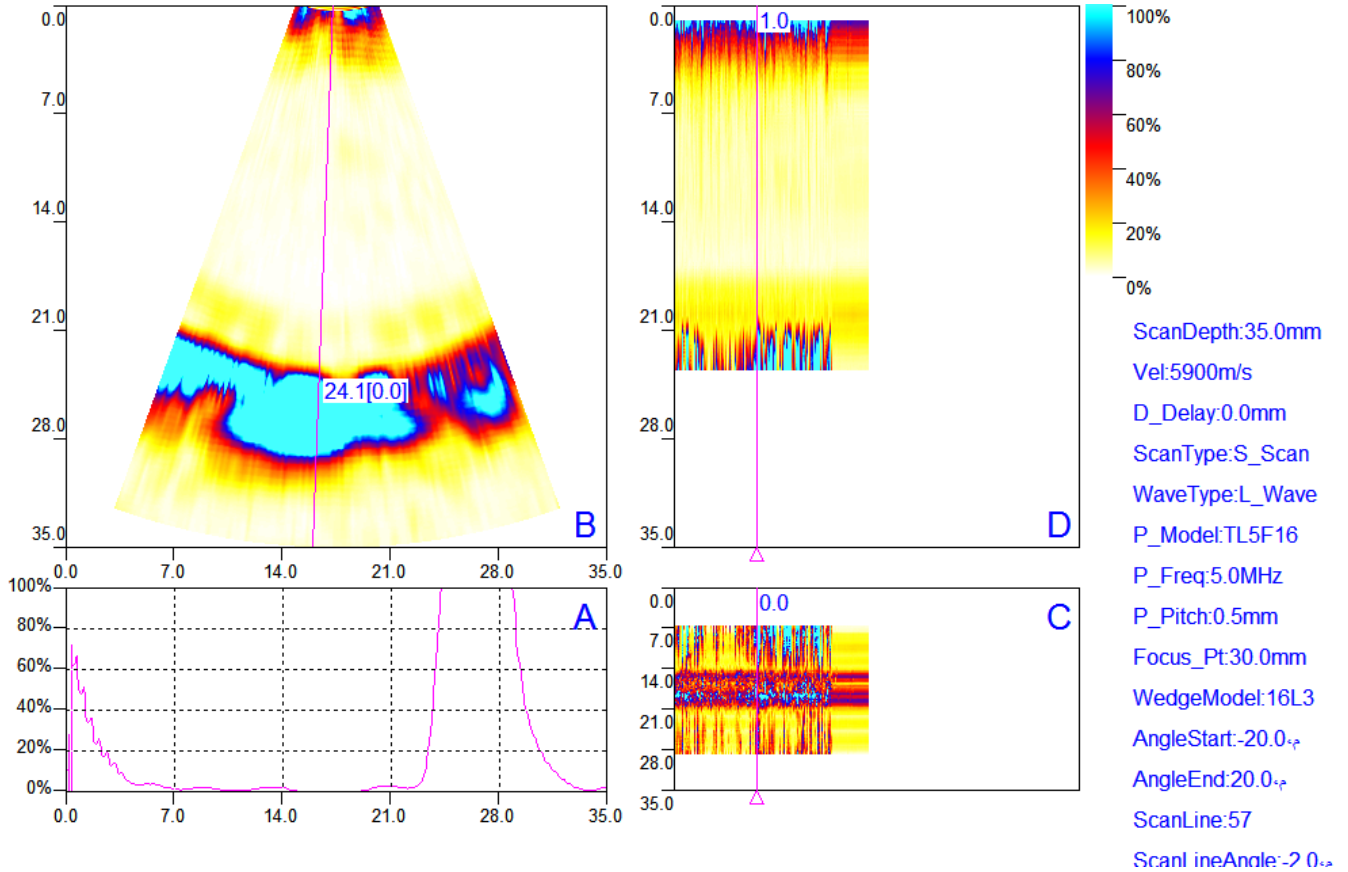 0.0
7.0
14.0
21.0
28.0
35.0
24.1[0.0]
B
0.0 7.0 14.0 21.0 28.0 35.0
100%
80%
60%
40%
20%
0%
A
0.0 7.0 14.0 21.0 28.0 35.0
0.0
7.0
14.0
21.0
28.0
35.0
1.0
D
0.0
7.0
14.0
21.0
28.0
35.0
0.0
C
100%
80%
60%
40%
20%
0%
ScanDepth:35.0mm
Vel:5900m/s
D_Delay:0.0mm
ScanType:S_Scan
WaveType:L_Wave
P_Model:TL5F16
P_Freq:5.0MHz
P_Pitch:0.5mm
Focus_Pt:30.0mm
WedgeModel:16L3
AngleStart:-20.0
AngleEnd:20.0
ScanLine:57
ScanLineAngle:-2.0